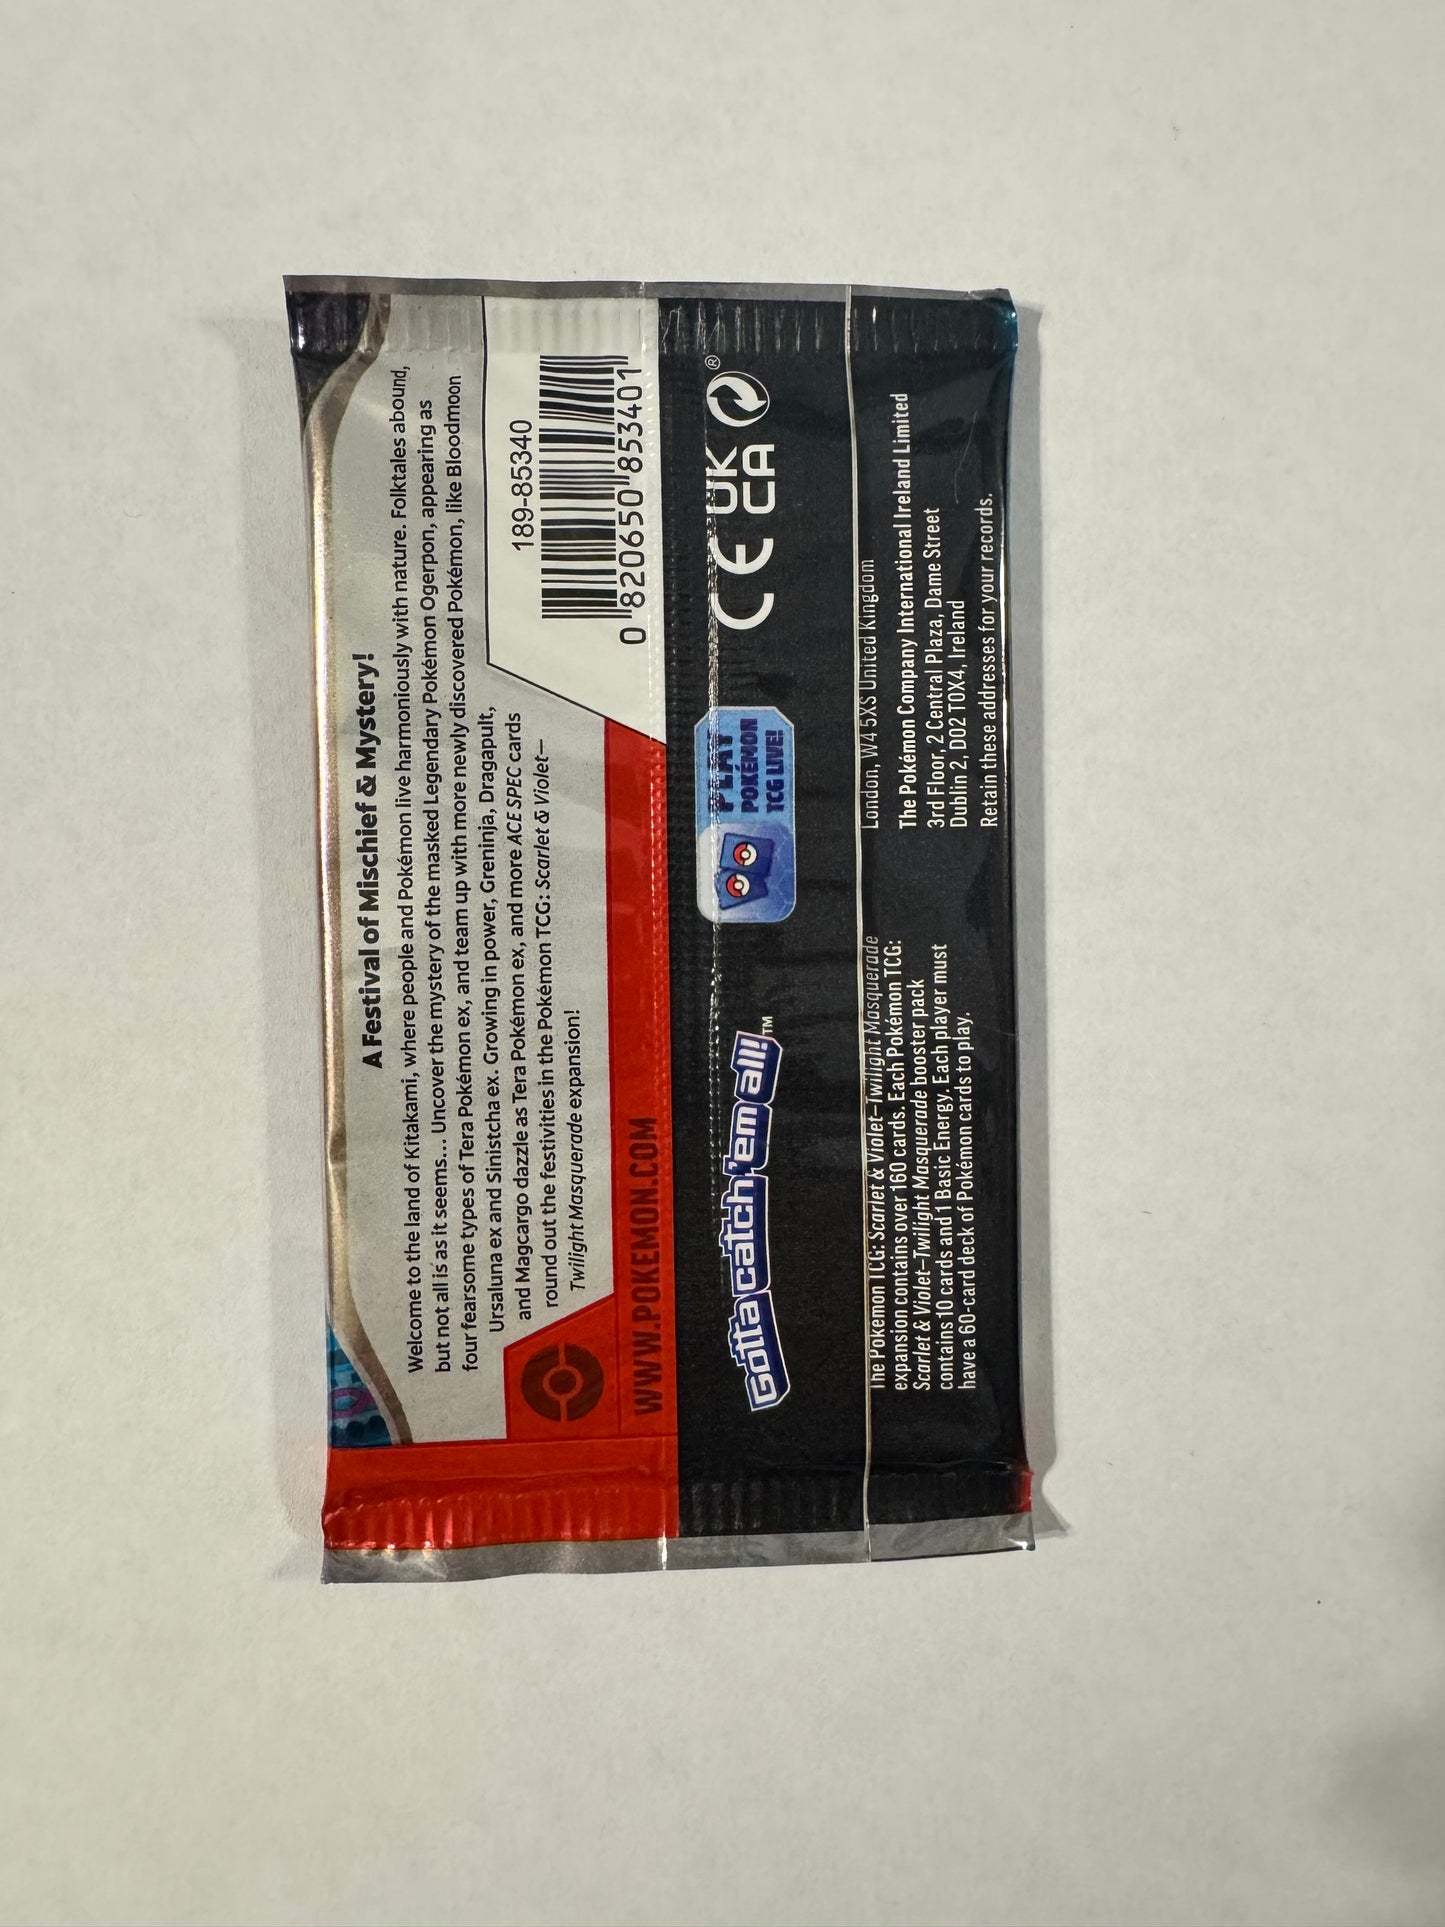 A Festival of Mischief & Mystery!
Welcome to the land of Kitakami, where people and Pokémon live harmoniously with nature. Folktales abound,
but not all is as it seems... Uncover the mystery of the masked Legendary Pokémon Ogerpon, appearing as
four fearsome types of Tera Pokémon ex, and team up with more newly discovered Pokémon, like Bloodmoon
Ursaluna ex and Sinistcha ex. Growing in power, Greninja, Dragapult,
and Magcargo dazzle as Tera Pokémon ex, and more ACE SPEC cards
round out the festivities in the Pokémon TCG: Scarlet & Violet—
Twilight Masquerade expansion!
189-85340
0 820650 853401
WWW.POKEMON.COM
Gotta catch 'em all!™
PLAY
POKÉMON
TCG LIVE!
CE UK
CA ®
The Pokémon TCG: Scarlet & Violet–Twilight Masquerade
expansion contains over 160 cards. Each Pokémon TCG:
Scarlet & Violet–Twilight Masquerade booster pack
contains 10 cards and 1 Basic Energy. Each player must
have a 60-card deck of Pokémon cards to play.
London, W4 5XS United Kingdom
The Pokémon Company International Ireland Limited
3rd Floor, 2 Central Plaza, Dame Street
Dublin 2, D02 T0X4, Ireland
Retain these addresses for your records.